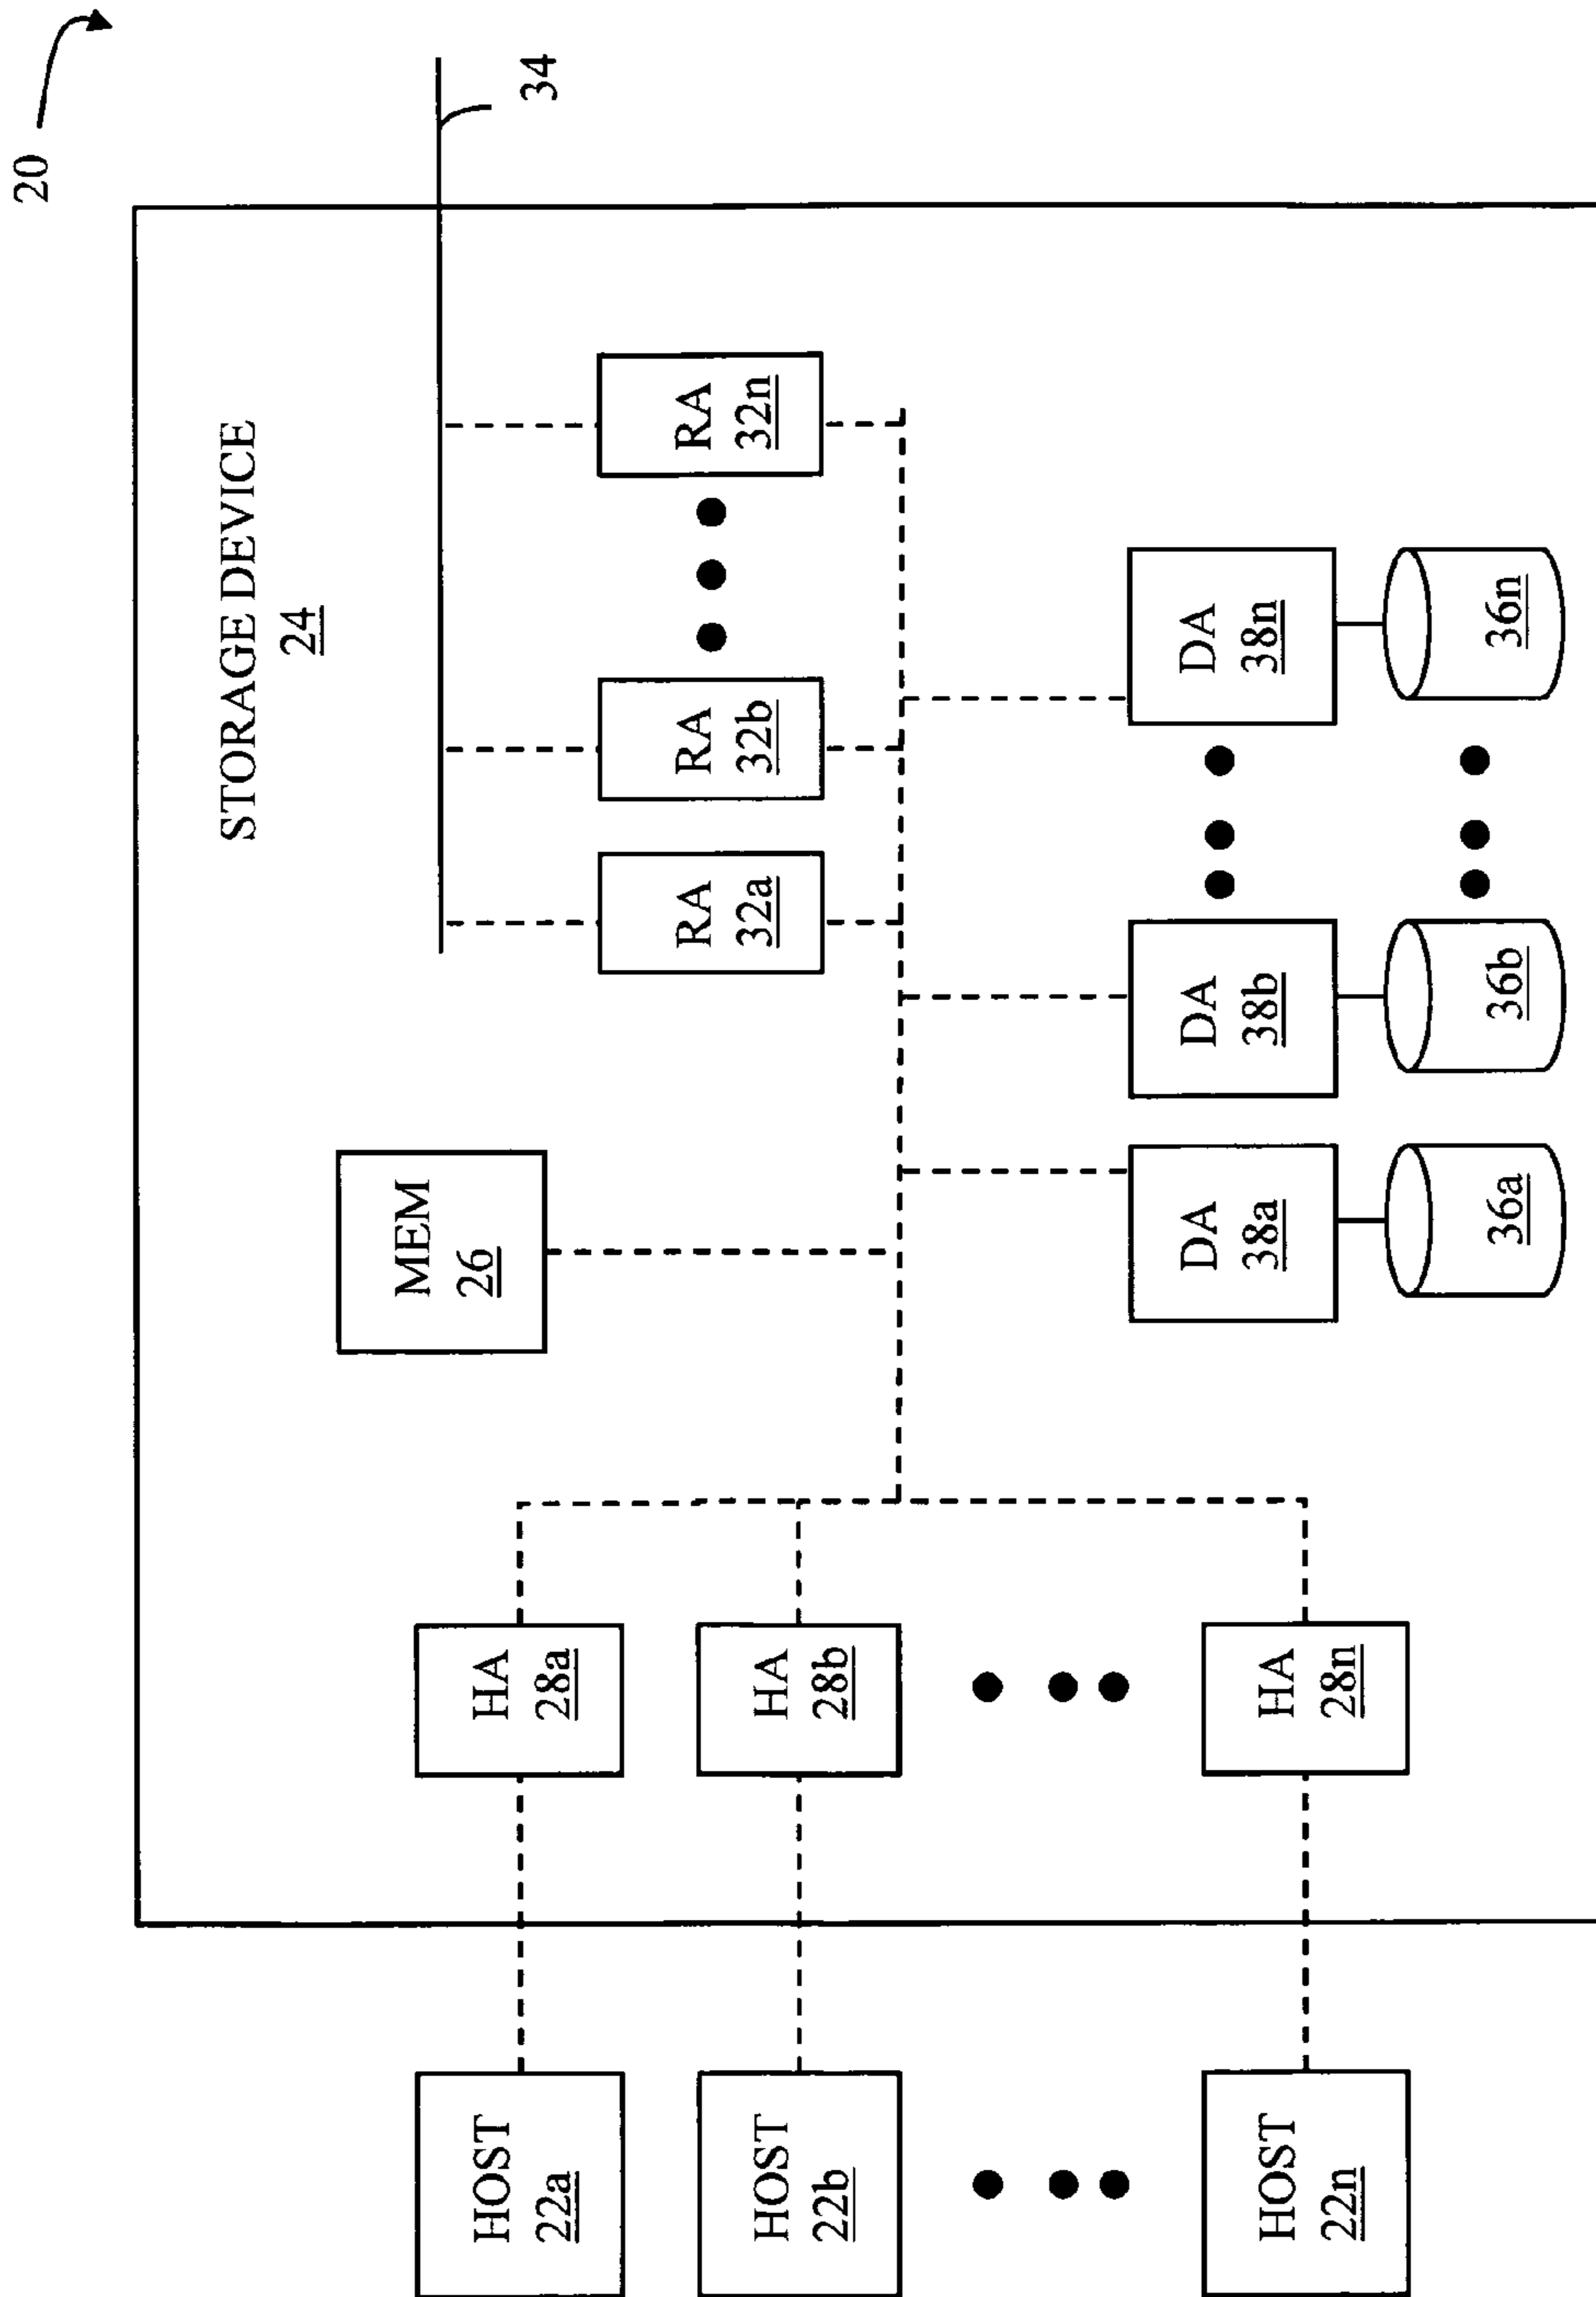 20
STORAGE DEVICE
24
34
MEM
26
HOST
22a
HA
28a
RA
32a
RA
32b
RA
32n
HOST
22b
HA
28b
HOST
22n
HA
28n
DA
38a
DA
38b
DA
38n
36a
36b
36n